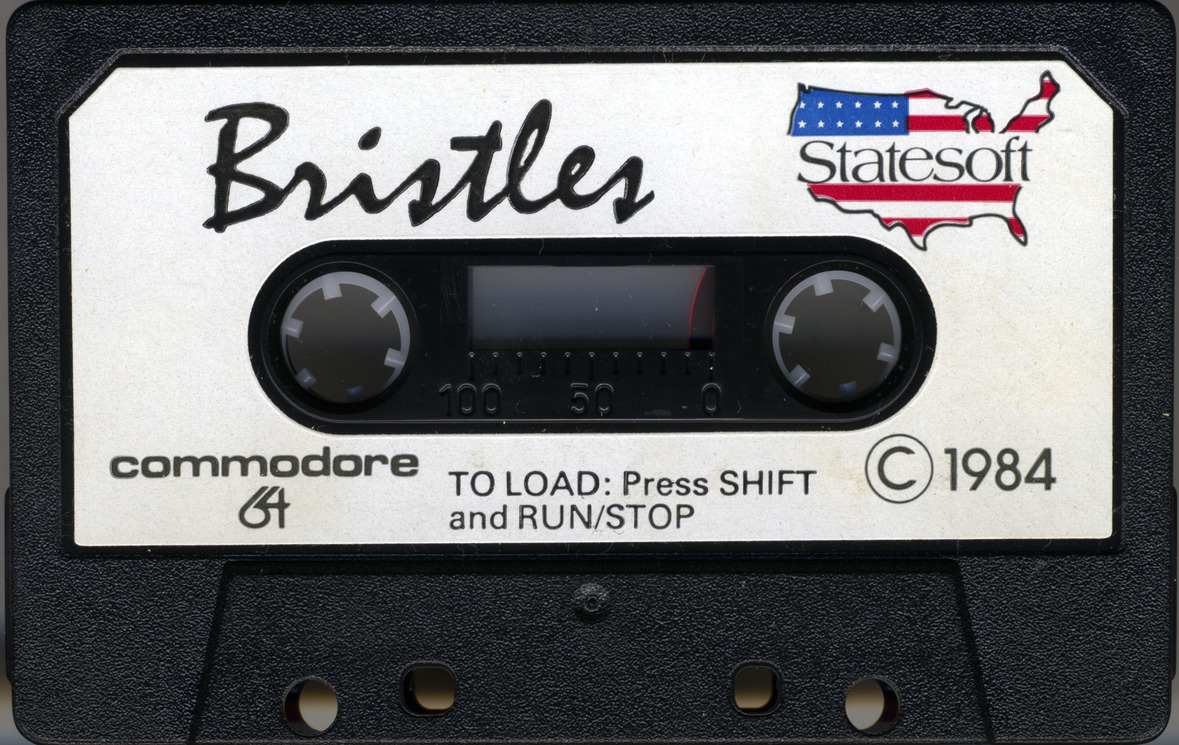 Bristles
Statesoft
100 50 0
commodore
64
TO LOAD: Press SHIFT
and RUN/STOP
© 1984